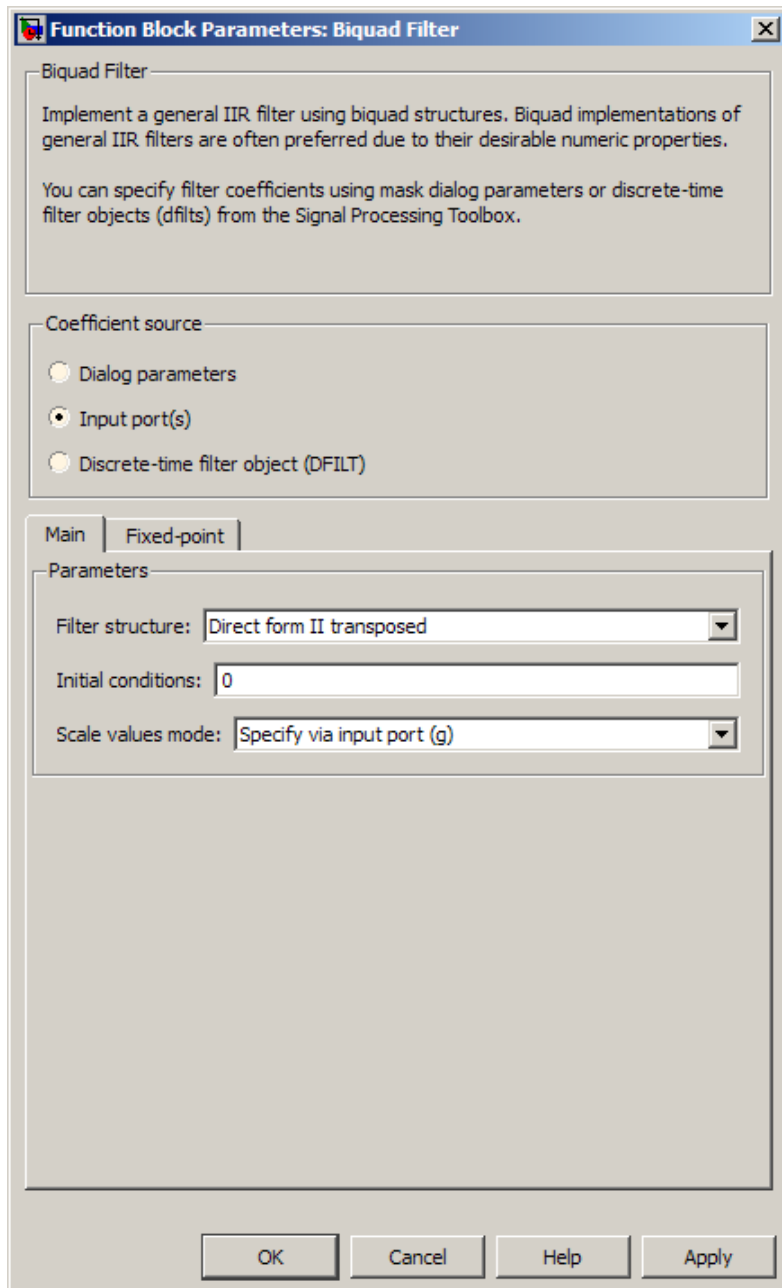 Function Block Parameters: Biquad Filter
Biquad Filter
Implement a general IIR filter using biquad structures. Biquad implementations of
general IIR filters are often preferred due to their desirable numeric properties.
You can specify filter coefficients using mask dialog parameters or discrete-time
filter objects (dfilts) from the Signal Processing Toolbox.
Coefficient source
Dialog parameters
Input port(s)
Discrete-time filter object (DFILT)
Main Fixed-point
Parameters
Filter structure: Direct form II transposed
Initial conditions: 0
Scale values mode: Specify via input port (g)
OK Cancel Help Apply